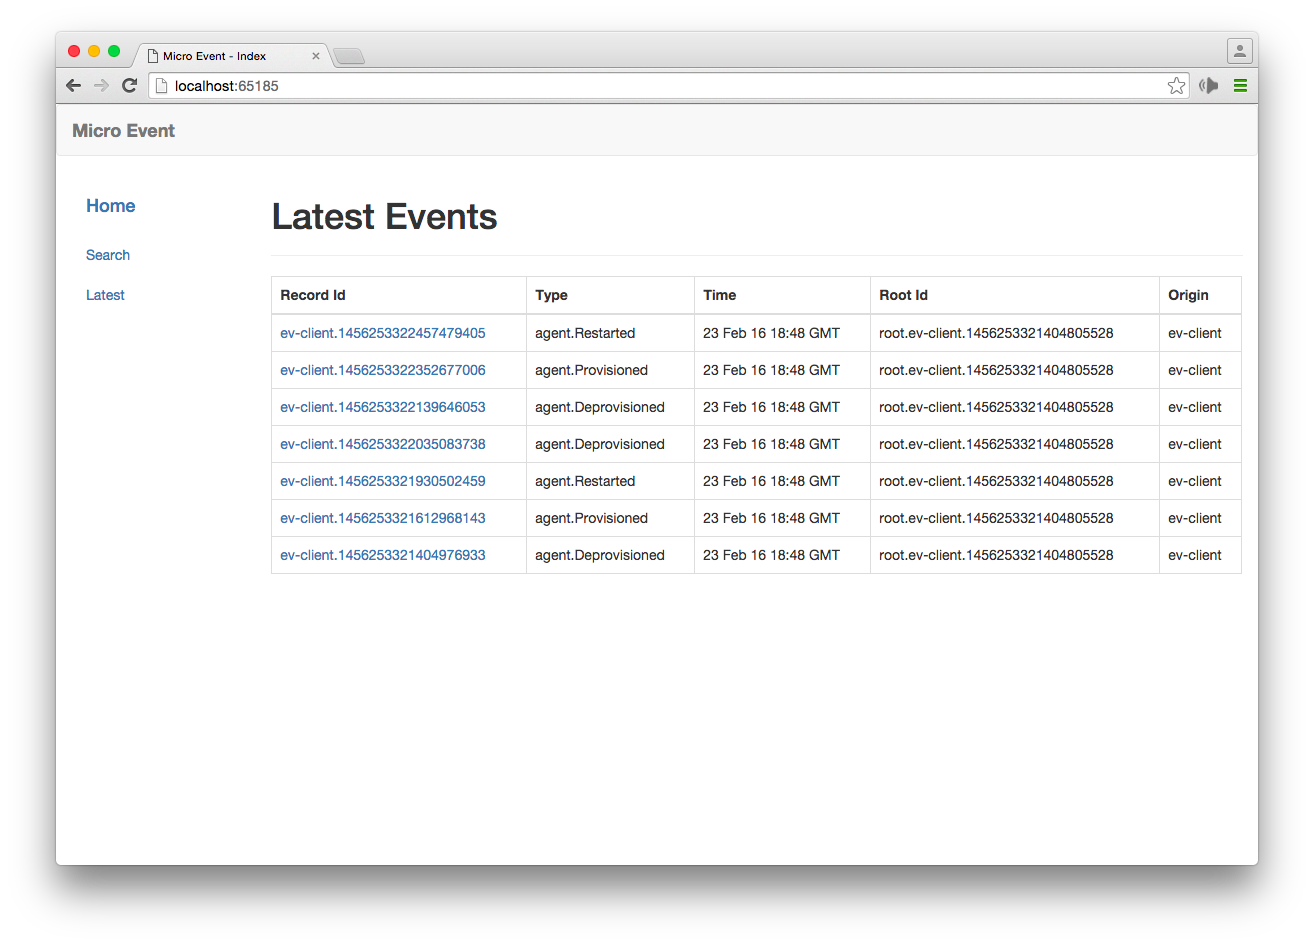 Micro Event - Index
localhost:65185
Micro Event
Home
Search
Latest
Latest Events
Record Id Type Time Root Id Origin
ev-client.1456253322457479405 agent.Restarted 23 Feb 16 18:48 GMT root.ev-client.1456253321404805528 ev-client
ev-client.1456253322352677006 agent.Provisioned 23 Feb 16 18:48 GMT root.ev-client.1456253321404805528 ev-client
ev-client.1456253322139646053 agent.Deprovisioned 23 Feb 16 18:48 GMT root.ev-client.1456253321404805528 ev-client
ev-client.1456253322035083738 agent.Deprovisioned 23 Feb 16 18:48 GMT root.ev-client.1456253321404805528 ev-client
ev-client.1456253321930502459 agent.Restarted 23 Feb 16 18:48 GMT root.ev-client.1456253321404805528 ev-client
ev-client.1456253321612968143 agent.Provisioned 23 Feb 16 18:48 GMT root.ev-client.1456253321404805528 ev-client
ev-client.1456253321404976933 agent.Deprovisioned 23 Feb 16 18:48 GMT root.ev-client.1456253321404805528 ev-client